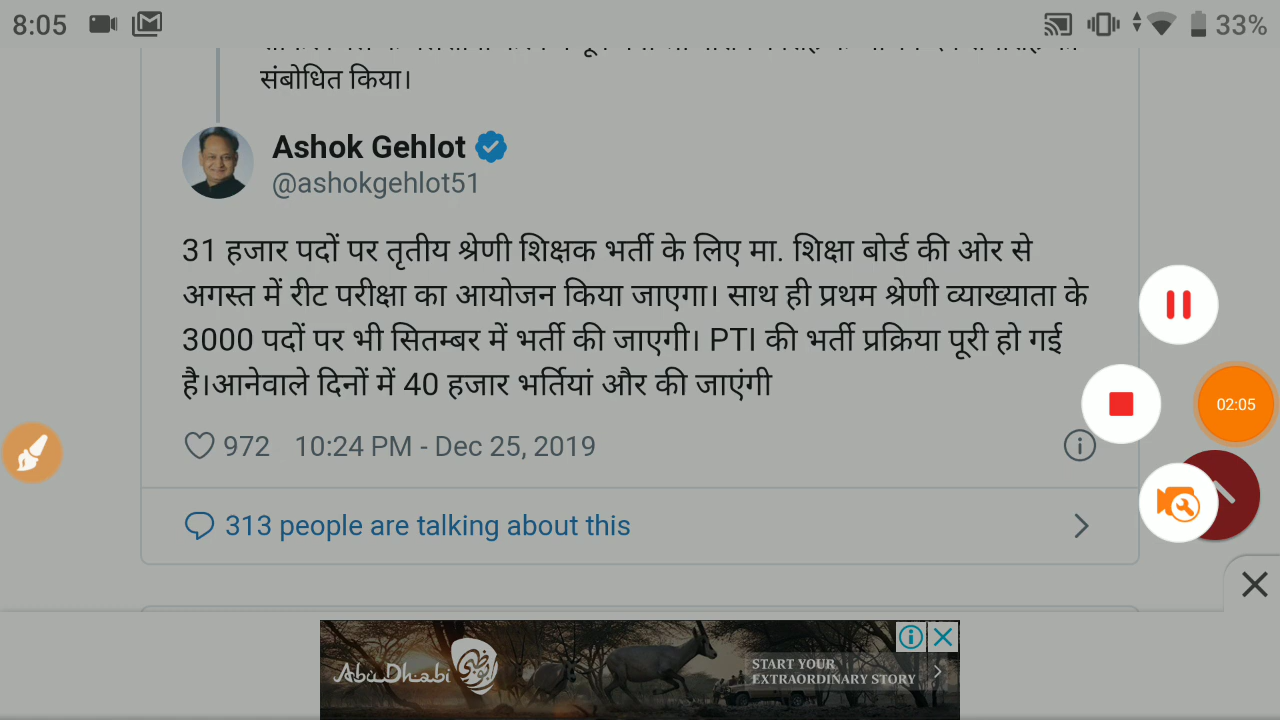 8:05
33%
संबोधित किया।
Ashok Gehlot
@ashokgehlot51
31 हजार पदों पर तृतीय श्रेणी शिक्षक भर्ती के लिए मा. शिक्षा बोर्ड की ओर से
अगस्त में रीट परीक्षा का आयोजन किया जाएगा। साथ ही प्रथम श्रेणी व्याख्याता के
3000 पदों पर भी सितम्बर में भर्ती की जाएगी। PTI की भर्ती प्रक्रिया पूरी हो गई
है।आनेवाले दिनों में 40 हजार भर्तियां और की जाएंगी
02:05
972 10:24 PM - Dec 25, 2019
313 people are talking about this
AbuDhabi
أبوظبي
START YOUR
EXTRAORDINARY STORY